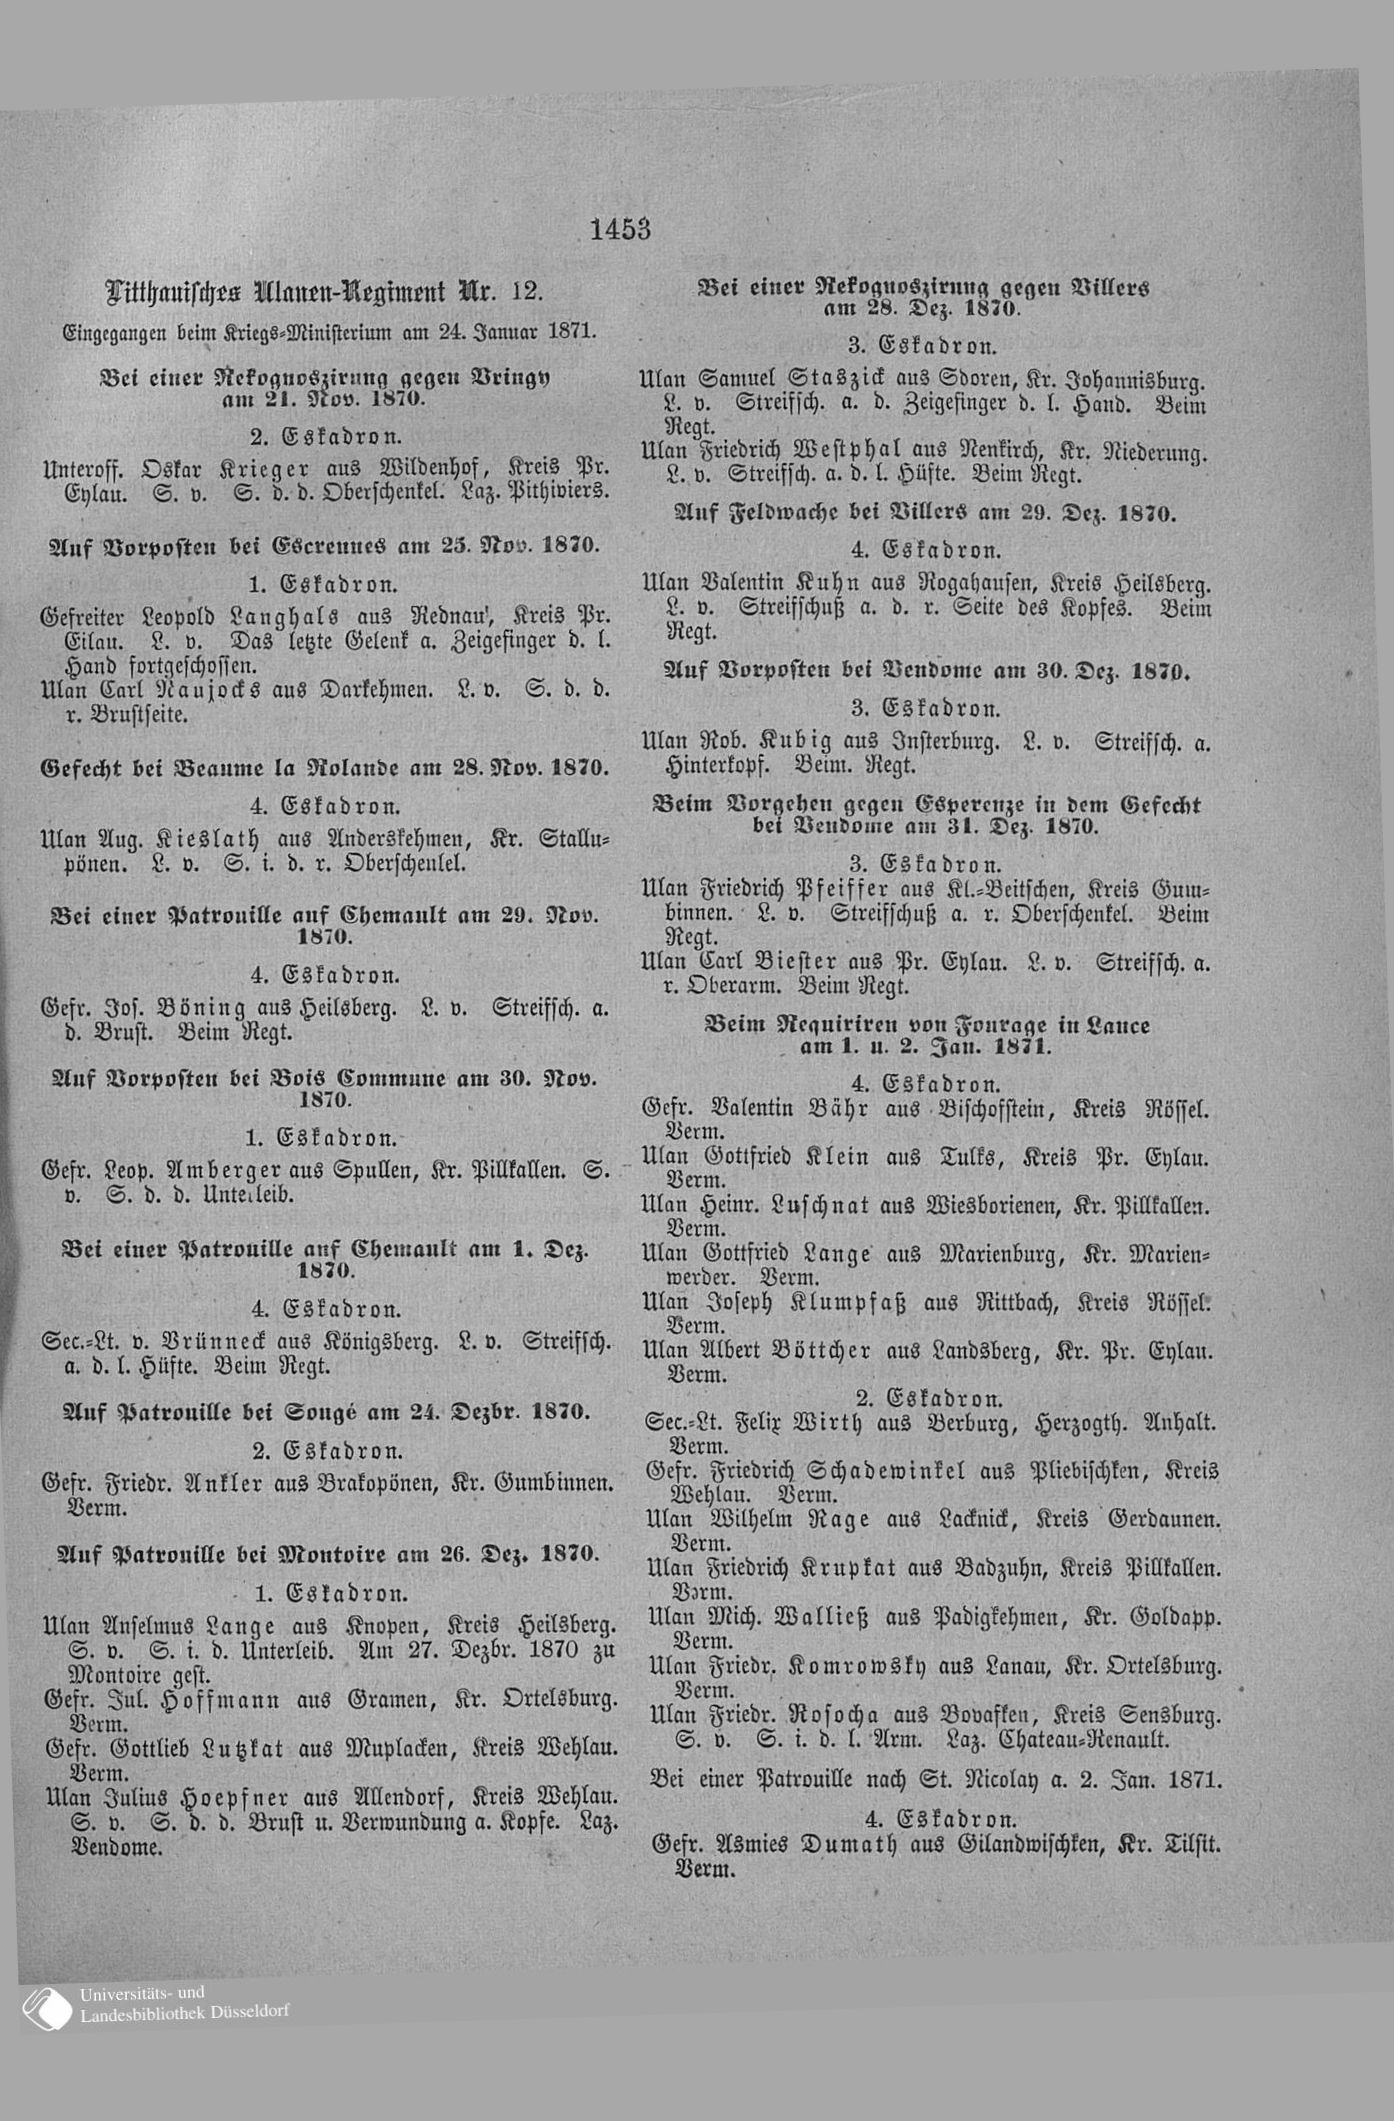 1453
Litthauisches Ulanen-Regiment Nr. 12.
Eingegangen beim Kriegs-Ministerium am 24. Januar 1871.
Bei einer Rekognoszirung gegen Vringy
am 21. Nov. 1870.
2. Eskadron.
Unteroff. Oskar Krieger aus Wildenhof, Kreis Pr.
Eylau. S. v. S. d. d. Oberschenkel. Laz. Pithiviers.
Auf Vorposten bei Escrennes am 25. Nov. 1870.
1. Eskadron.
Gefreiter Leopold Langhals aus Rednau, Kreis Pr.
Eilau. L. v. Das letzte Gelenk a. Zeigefinger d. l.
Hand fortgeschossen.
Ulan Carl Naujocks aus Darkehmen. L. v. S. d. d.
r. Brustseite.
Gefecht bei Beaume la Rolande am 28. Nov. 1870.
4. Eskadron.
Ulan Aug. Kieslath aus Anderskehmen, Kr. Stallu-
pönen. L. v. S. i. d. r. Oberschenlel.
Bei einer Patrouille auf Chemault am 29. Nov.
1870.
4. Eskadron.
Gefr. Jos. Böning aus Heilsberg. L. v. Streifsch. a.
d. Brust. Beim Regt.
Auf Vorposten bei Bois Commune am 30. Nov.
1870.
1. Eskadron.
Gefr. Leop. Amberger aus Spullen, Kr. Pillkallen. S.
v. S. d. d. Unterleib.
Bei einer Patrouille auf Chemault am 1. Dez.
1870.
4. Eskadron.
Sec.-Lt. v. Brünneck aus Königsberg. L. v. Streifsch.
a. d. l. Hüfte. Beim Regt.
Auf Patrouille bei Songé am 24. Dezbr. 1870.
2. Eskadron.
Gefr. Friedr. Ankler aus Brakopönen, Kr. Gumbinnen.
Verm.
Auf Patrouille bei Montoire am 26. Dez. 1870.
1. Eskadron.
Ulan Anselmus Lange aus Knopen, Kreis Heilsberg.
S. v. S. i. d. Unterleib. Am 27. Dezbr. 1870 zu
Montoire gest.
Gefr. Jul. Hoffmann aus Gramen, Kr. Ortelsburg.
Verm.
Gefr. Gottlieb Lutzkat aus Muplacken, Kreis Wehlau.
Verm.
Ulan Julius Hoepfner aus Allendorf, Kreis Wehlau.
S. v. S. d. d. Brust u. Verwundung a. Kopfe. Laz.
Vendome.
Bei einer Rekognoszirung gegen Villers
am 28. Dez. 1870.
3. Eskadron.
Ulan Samuel Staszick aus Sdoren, Kr. Johannisburg.
L. v. Streifsch. a. d. Zeigefinger d. l. Hand. Beim
Regt.
Ulan Friedrich Westphal aus Nenkirch, Kr. Niederung.
L. v. Streifsch. a. d. l. Hüfte. Beim Regt.
Auf Feldwache bei Villers am 29. Dez. 1870.
4. Eskadron.
Ulan Valentin Kuhn aus Rogahausen, Kreis Heilsberg.
L. v. Streifschuß a. d. r. Seite des Kopfes. Beim
Regt.
Auf Vorposten bei Vendome am 30. Dez. 1870.
3. Eskadron.
Ulan Rob. Kubig aus Insterburg. L. v. Streifsch. a.
Hinterkopf. Beim. Regt.
Beim Vorgehen gegen Esperenze in dem Gefecht
bei Vendome am 31. Dez. 1870.
3. Eskadron.
Ulan Friedrich Pfeiffer aus Kl.-Beitschen, Kreis Gum-
binnen. L. v. Streifschuß a. r. Oberschenkel. Beim
Regt.
Ulan Carl Biester aus Pr. Eylau. L. v. Streifsch. a.
r. Oberarm. Beim Regt.
Beim Requiriren von Fourage in Lance
am 1. u. 2. Jan. 1871.
4. Eskadron.
Gefr. Valentin Bähr aus Bischofstein, Kreis Rössel.
Verm.
Ulan Gottfried Klein aus Tulks, Kreis Pr. Eylau.
Verm.
Ulan Heinr. Luschnat aus Wiesborienen, Kr. Pillkallen.
Verm.
Ulan Gottfried Lange aus Marienburg, Kr. Marien-
werder. Verm.
Ulan Joseph Klumpfaß aus Rittbach, Kreis Rössel.
Verm.
Ulan Albert Böttcher aus Landsberg, Kr. Pr. Eylau.
Verm.
2. Eskadron.
Sec.-Lt. Felix Wirth aus Berburg, Herzogth. Anhalt.
Verm.
Gefr. Friedrich Schadewinkel aus Pliebischken, Kreis
Wehlau. Verm.
Ulan Wilhelm Rage aus Lacknick, Kreis Gerdaunen.
Verm.
Ulan Friedrich Krupkat aus Badzuhn, Kreis Pillkallen.
Verm.
Ulan Mich. Walließ aus Padigkehmen, Kr. Goldapp.
Verm.
Ulan Friedr. Komrowsky aus Lanau, Kr. Ortelsburg.
Verm.
Ulan Friedr. Rosocha aus Bovasken, Kreis Sensburg.
S. v. S. i. d. l. Arm. Laz. Chateau-Renault.
Bei einer Patrouille nach St. Nicolay a. 2. Jan. 1871.
4. Eskadron.
Gefr. Asmies Dumath aus Gilandwischken, Kr. Tilsit.
Verm.
Universitäts- und
Landesbibliothek Düsseldorf